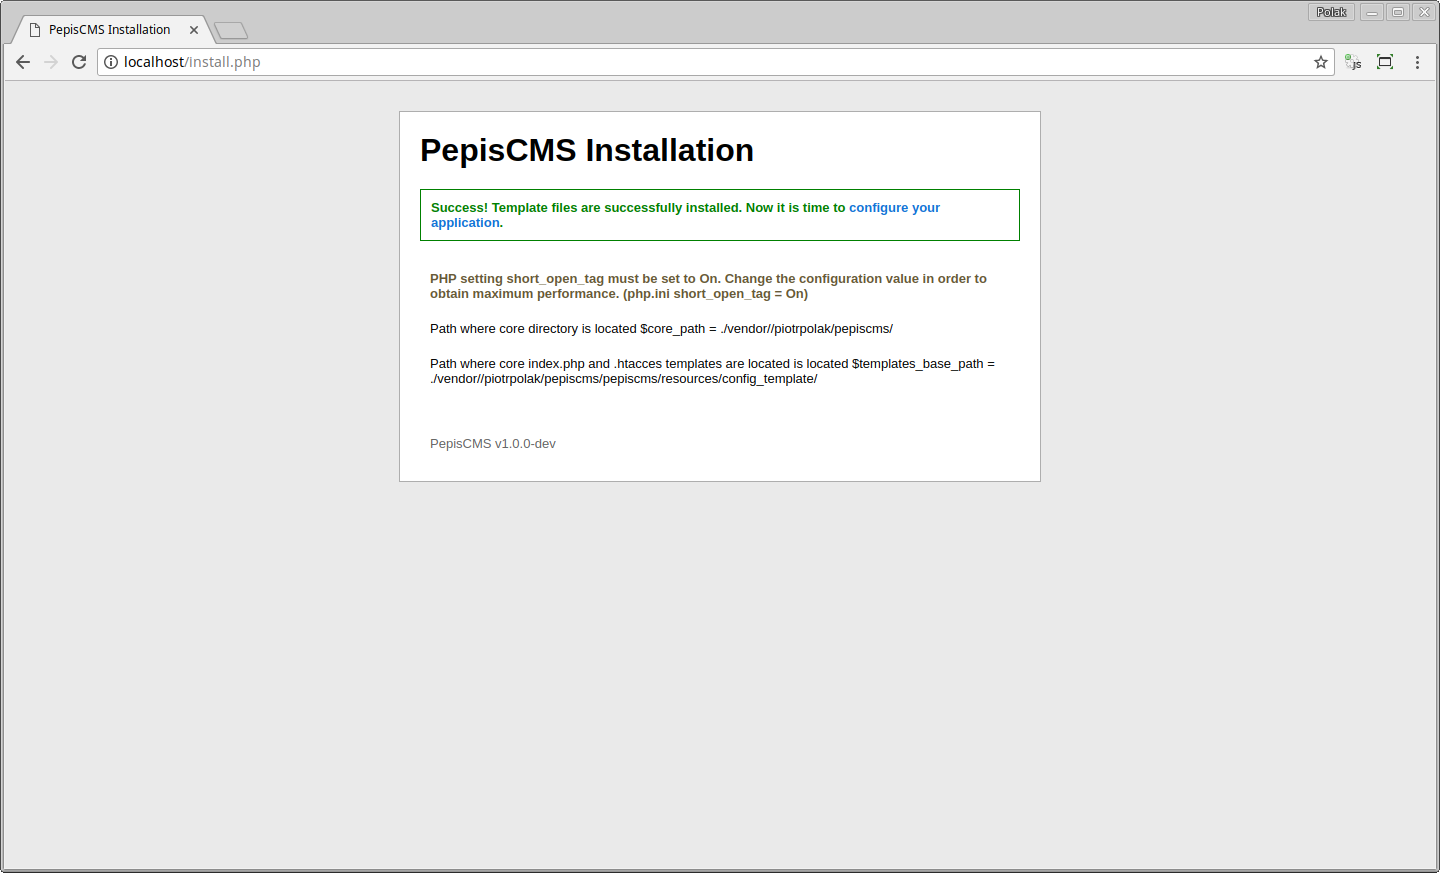 Polak
PepisCMS Installation
localhost/install.php
js
PepisCMS Installation
Success! Template files are successfully installed. Now it is time to configure your
application.
PHP setting short_open_tag must be set to On. Change the configuration value in order to
obtain maximum performance. (php.ini short_open_tag = On)
Path where core directory is located $core_path = ./vendor//piotrpolak/pepiscms/
Path where core index.php and .htacces templates are located is located $templates_base_path =
./vendor//piotrpolak/pepiscms/pepiscms/resources/config_template/
PepisCMS v1.0.0-dev